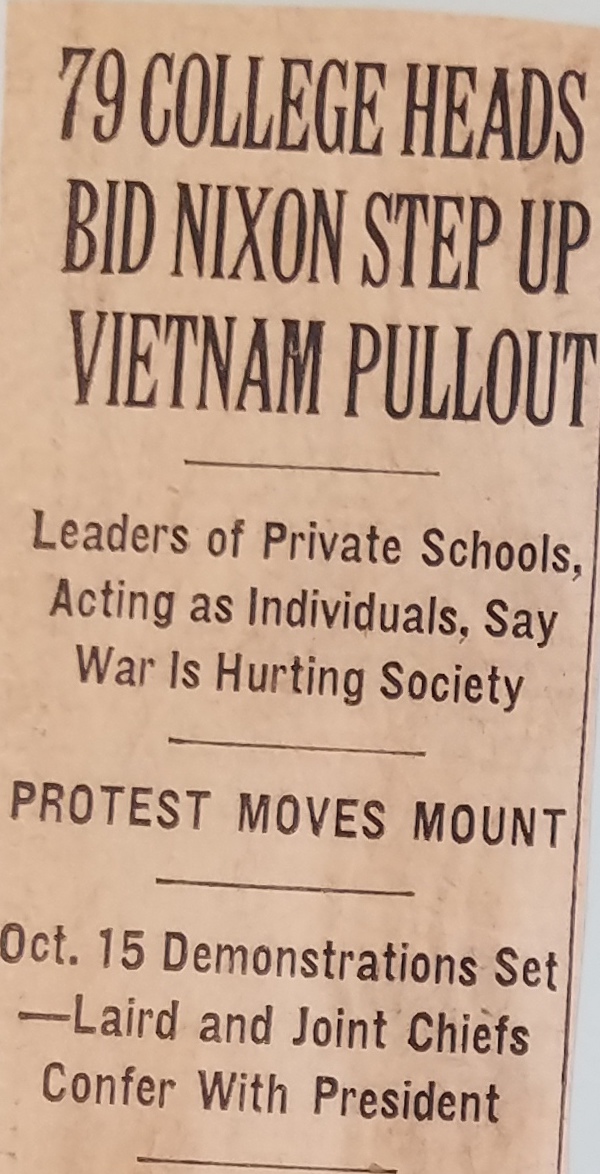 79 COLLEGE HEADS
BID NIXON STEP UP
VIETNAM PULLOUT
Leaders of Private Schools,
Acting as Individuals, Say
War Is Hurting Society
PROTEST MOVES MOUNT
Oct. 15 Demonstrations Set
—Laird and Joint Chiefs
Confer With President